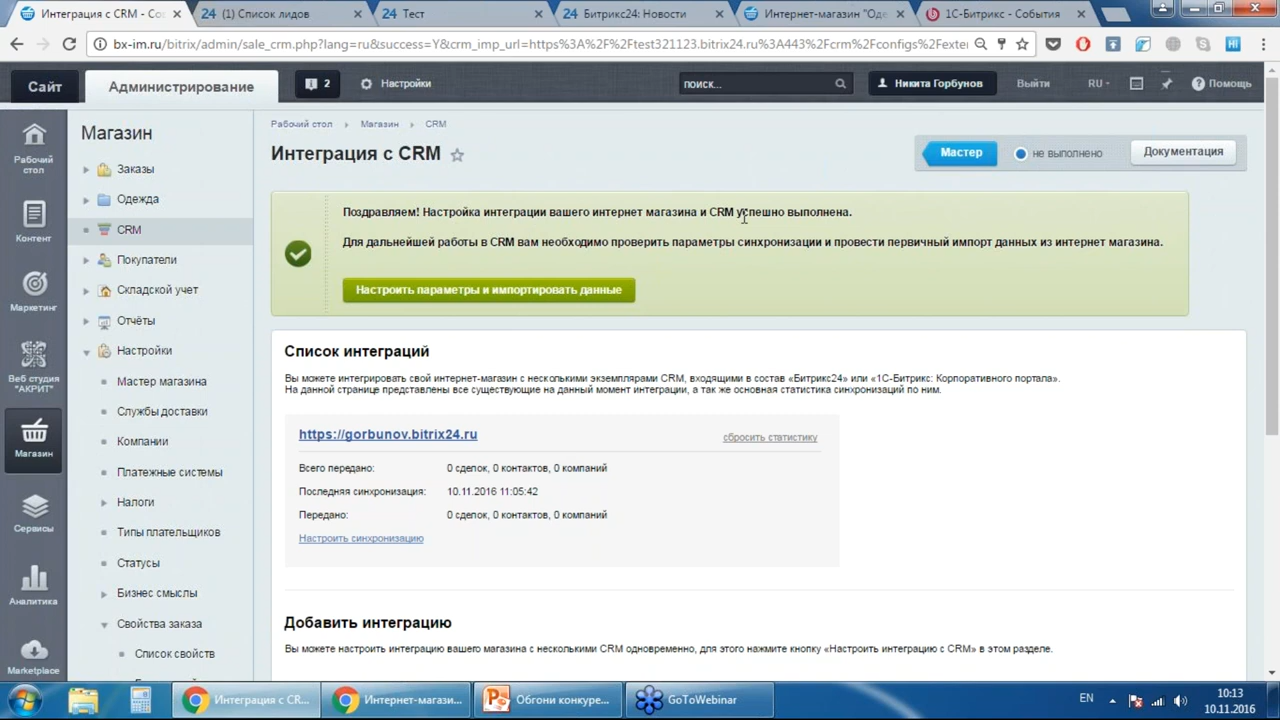 Интеграция с CRM - Со
24 (1) Список лидов
24 Тест
24 Битрикс24: Новости
Интернет-магазин "Оде
1С-Битрикс - События
bx-im.ru/bitrix/admin/sale_crm.php?lang=ru&success=Y&crm_imp_url=https%3A%2F%2Ftest321123.bitrix24.ru%3A443%2Fcrm%2Fconfigs%2Fexter
Hi
Сайт
Администрирование
2
Настройки
поиск...
Никита Горбунов
Выйти
RU
Помощь
Рабочий стол
Контент
Маркетинг
Веб студия "АКРИТ"
Магазин
Сервисы
Аналитика
Marketplace
Магазин
Заказы
Одежда
CRM
Покупатели
Складской учет
Отчёты
Настройки
Мастер магазина
Службы доставки
Компании
Платежные системы
Налоги
Типы плательщиков
Статусы
Бизнес смыслы
Свойства заказа
Список свойств
Рабочий стол Магазин CRM
Интеграция с CRM
Мастер
не выполнено
Документация
Поздравляем! Настройка интеграции вашего интернет магазина и CRM успешно выполнена.
Для дальнейшей работы в CRM вам необходимо проверить параметры синхронизации и провести первичный импорт данных из интернет магазина.
Настроить параметры и импортировать данные
Список интеграций
Вы можете интегрировать свой интернет-магазин с несколькими экземплярами CRM, входящими в состав «Битрикс24» или «1С-Битрикс: Корпоративного портала».
На данной странице представлены все существующие на данный момент интеграции, а так же основная статистика синхронизаций по ним.
https://gorbunov.bitrix24.ru
сбросить статистику
Всего передано: 0 сделок, 0 контактов, 0 компаний
Последняя синхронизация: 10.11.2016 11:05:42
Передано: 0 сделок, 0 контактов, 0 компаний
Настроить синхронизацию
Добавить интеграцию
Вы можете настроить интеграцию вашего магазина с несколькими CRM одновременно, для этого нажмите кнопку «Настроить интеграцию с CRM» в этом разделе.
Интеграция с CR...
Интернет-магази...
Обгони конкуре...
GoToWebinar
EN
10:13
10.11.2016